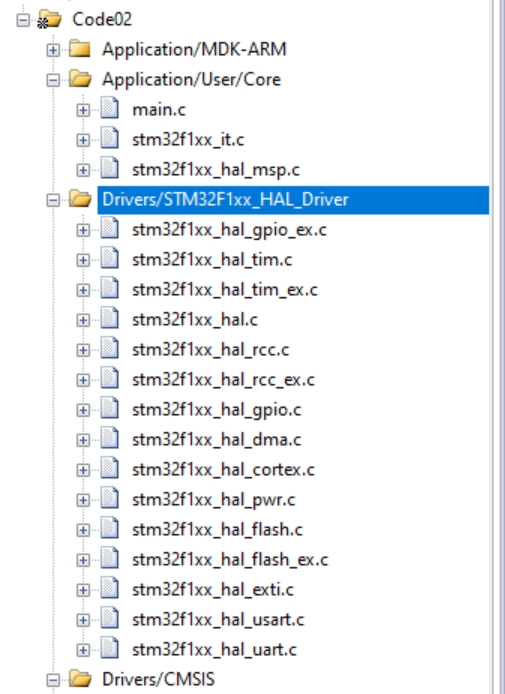 Code02
Application/MDK-ARM
Application/User/Core
main.c
stm32f1xx_it.c
stm32f1xx_hal_msp.c
Drivers/STM32F1xx_HAL_Driver
stm32f1xx_hal_gpio_ex.c
stm32f1xx_hal_tim.c
stm32f1xx_hal_tim_ex.c
stm32f1xx_hal.c
stm32f1xx_hal_rcc.c
stm32f1xx_hal_rcc_ex.c
stm32f1xx_hal_gpio.c
stm32f1xx_hal_dma.c
stm32f1xx_hal_cortex.c
stm32f1xx_hal_pwr.c
stm32f1xx_hal_flash.c
stm32f1xx_hal_flash_ex.c
stm32f1xx_hal_exti.c
stm32f1xx_hal_usart.c
stm32f1xx_hal_uart.c
Drivers/CMSIS